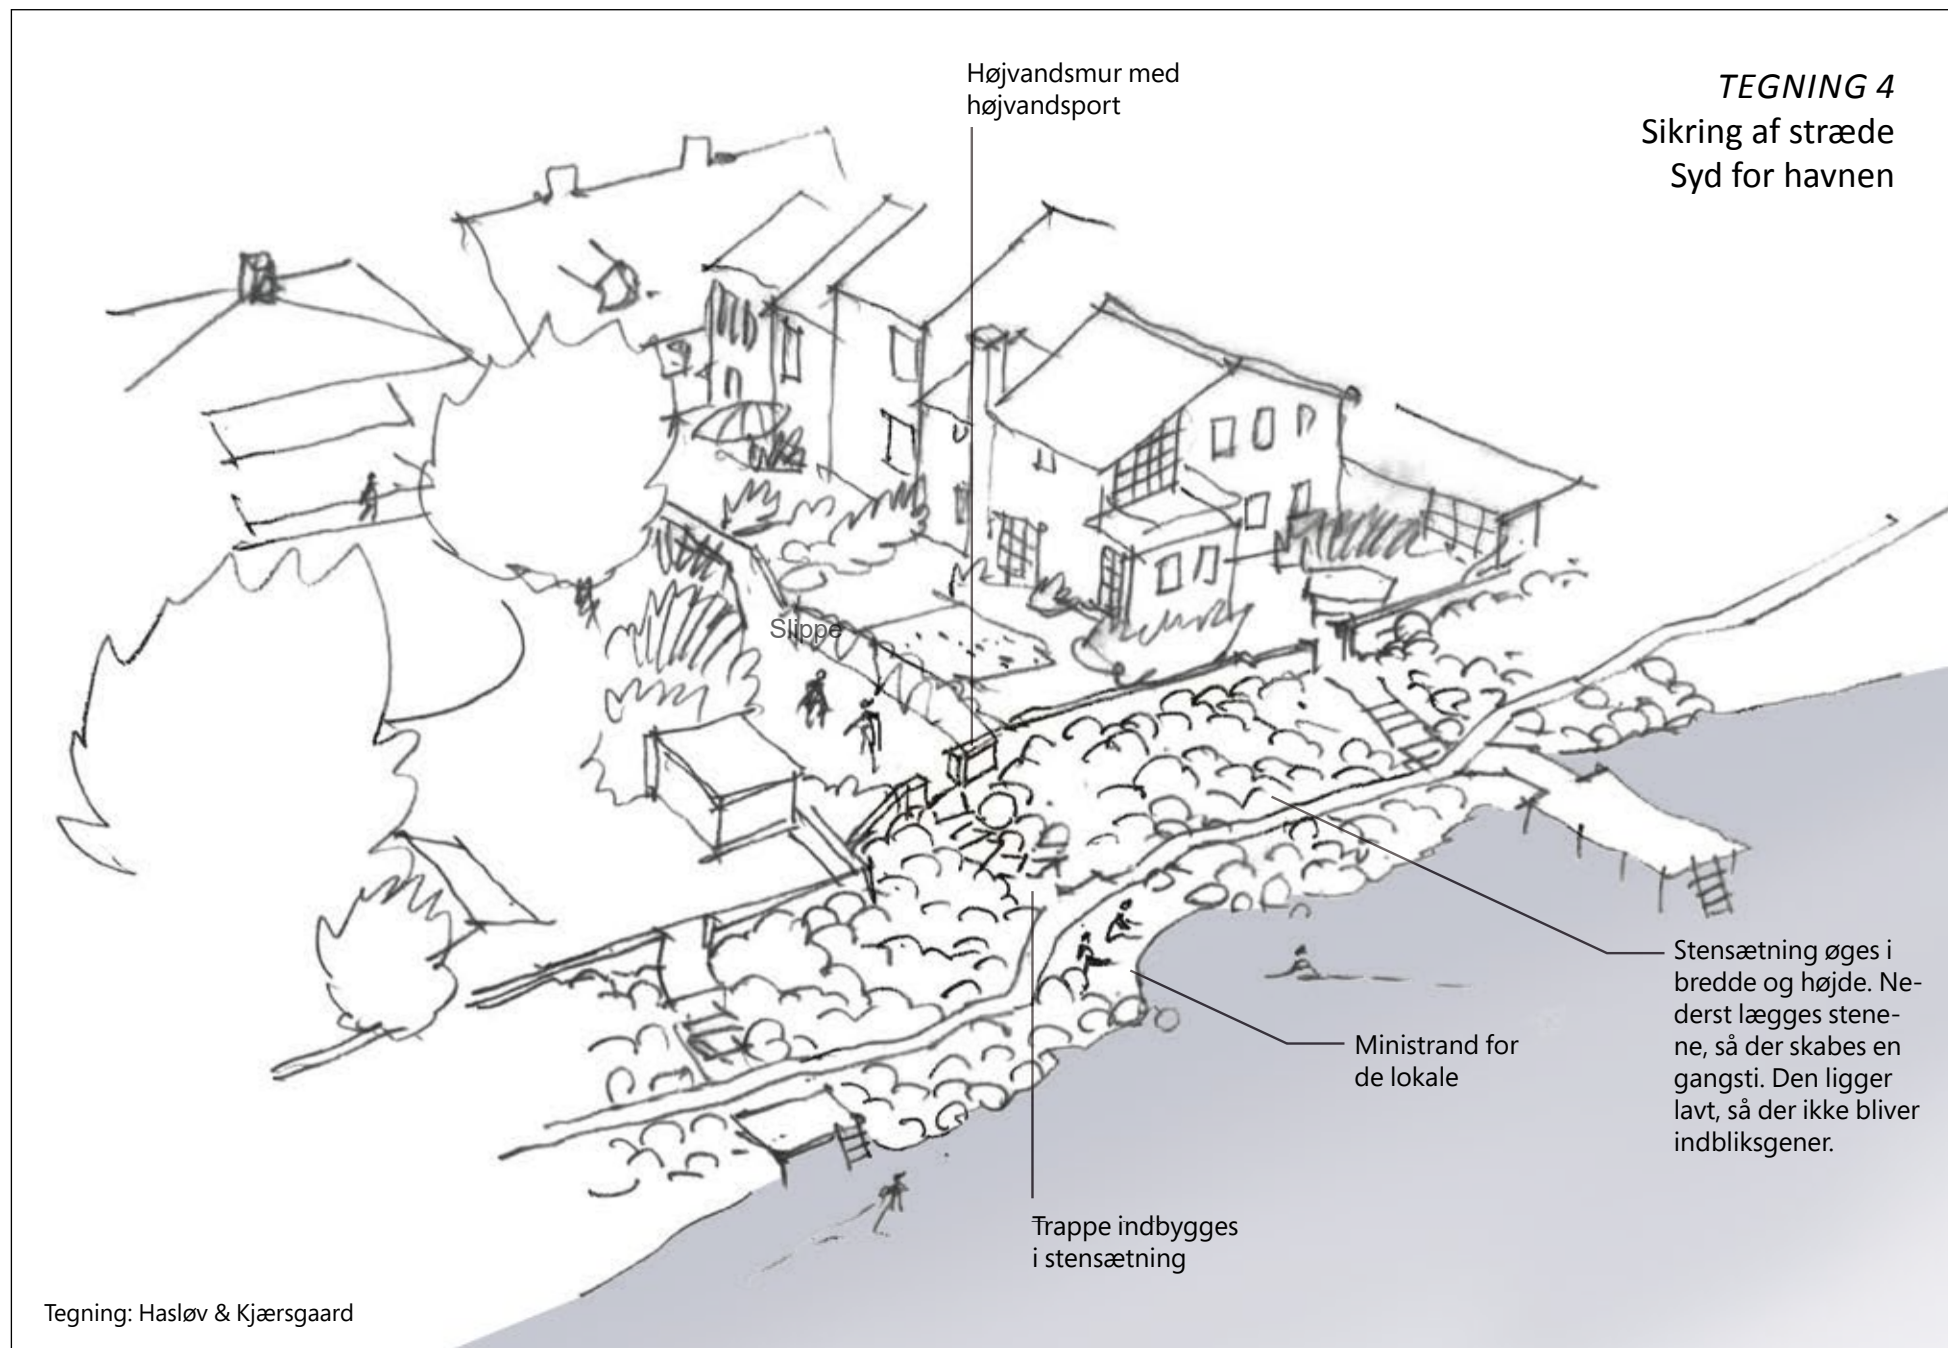 Højvandsmur med
højvandsport
TEGNING 4
Sikring af stræde
Syd for havnen
Slippe
Stensætning øges i
bredde og højde. Ne-
derst lægges stene-
ne, så der skabes en
gangsti. Den ligger
lavt, så der ikke bliver
indbliksgener.
Ministrand for
de lokale
Trappe indbygges
i stensætning
Tegning: Hasløv & Kjærsgaard